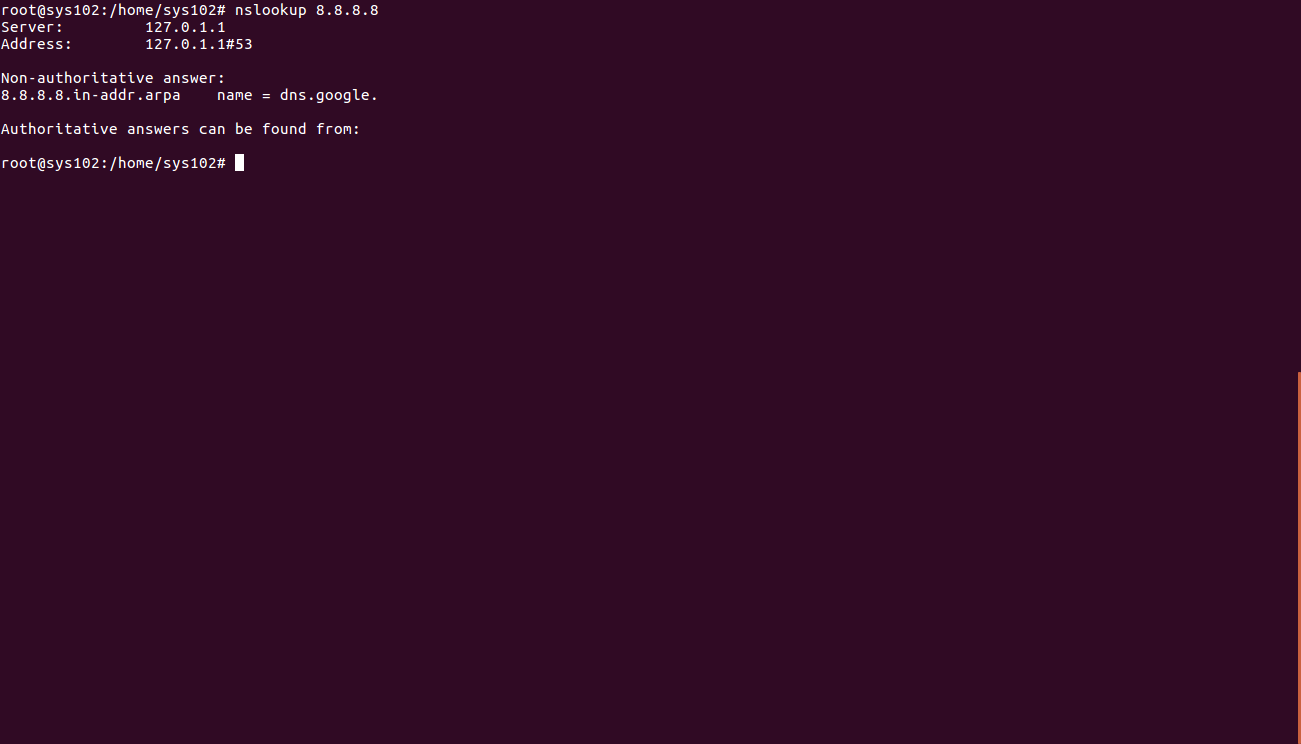 root@sys102:/home/sys102# nslookup 8.8.8.8
Server:         127.0.1.1
Address:        127.0.1.1#53
Non-authoritative answer:
8.8.8.8.in-addr.arpa    name = dns.google.
Authoritative answers can be found from:
root@sys102:/home/sys102#